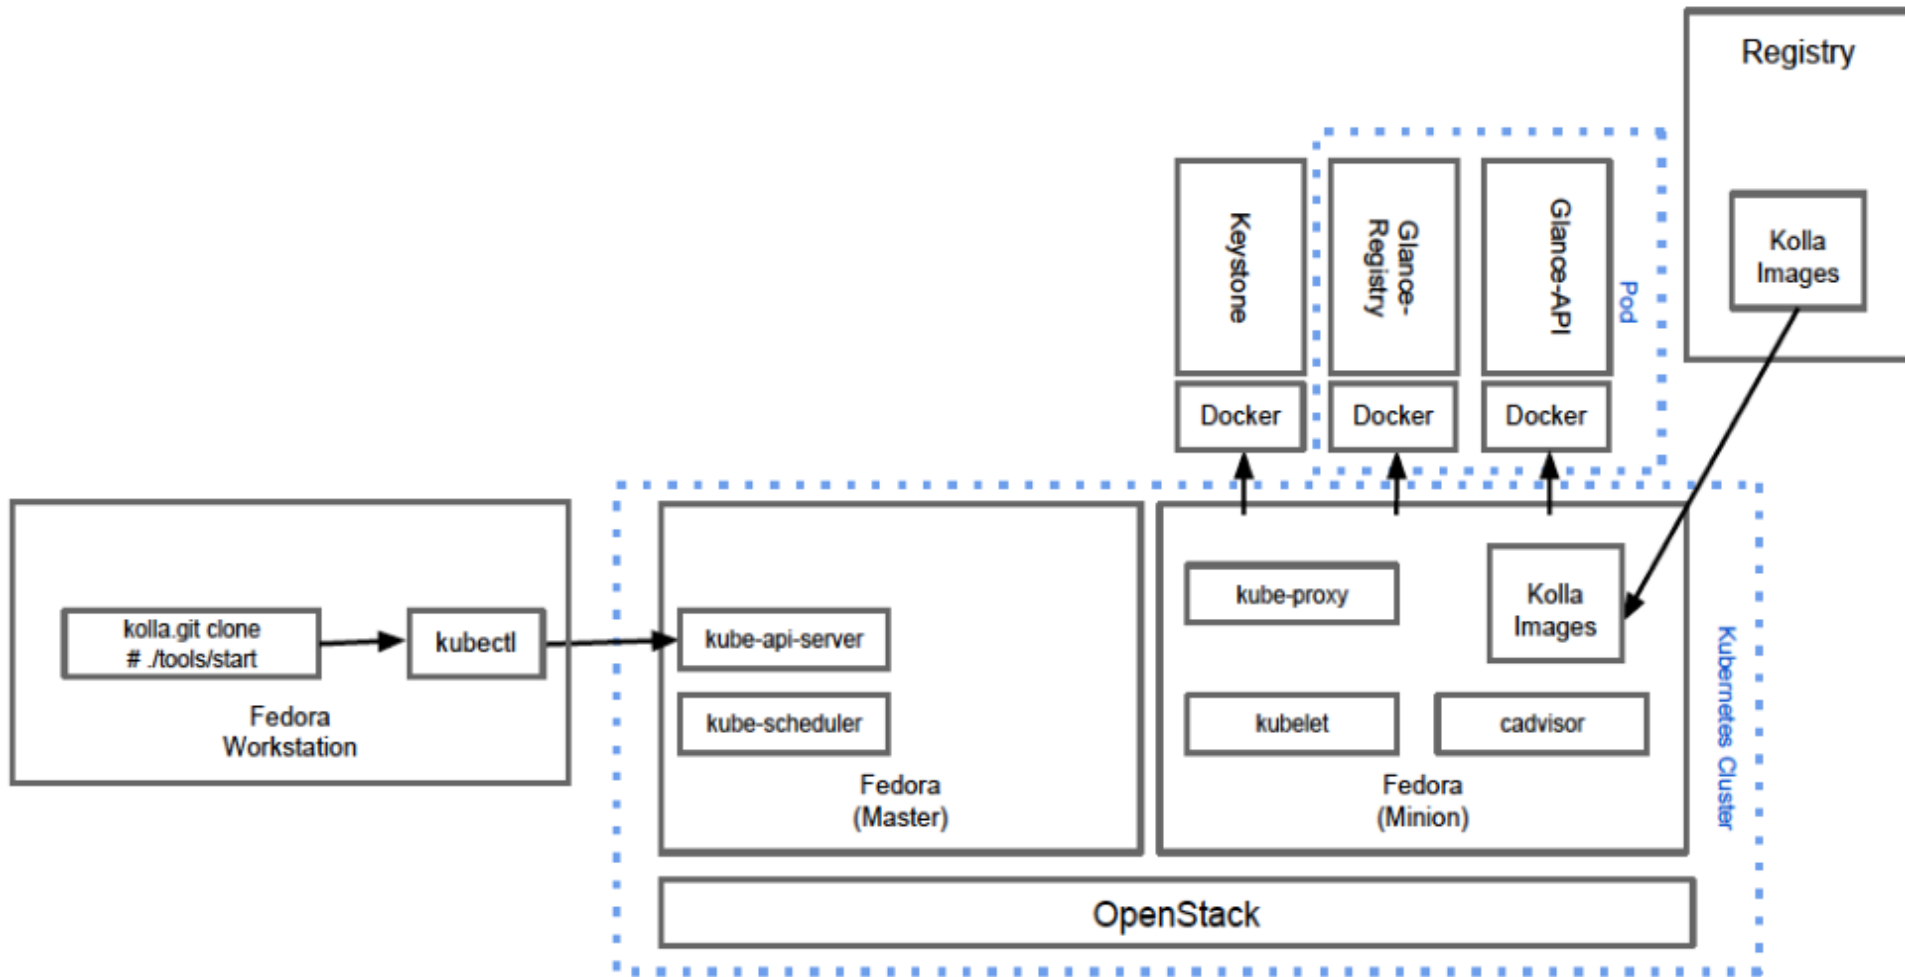 Registry
Kolla
Images
Keystone
Glance-
Registry
Glance-API
Pod
Docker
Docker
Docker
kolla.git clone
# ./tools/start
kubectl
Fedora
Workstation
kube-api-server
kube-scheduler
Fedora
(Master)
kube-proxy
Kolla
Images
kubelet
cadvisor
Fedora
(Minion)
Kubernetes Cluster
OpenStack